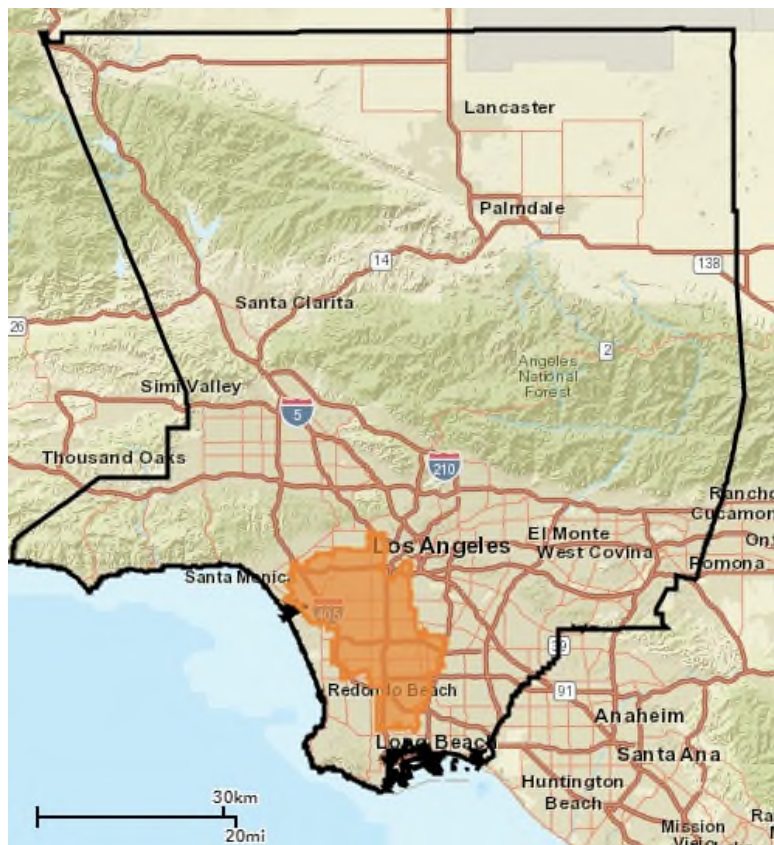 Lancaster
Palmdale
14
138
Santa Clarita
26
2
Angeles
National
Forest
Simi Valley
5
Thousand Oaks
210
Rancho
Cucamon
El Monte
Los Angeles
West Covina
Ont
Pomona
Santa Monica
405
39
Redondo Beach
91
Anaheim
Long Beach
Santa Ana
Huntington
Beach
30km
20mi
Mission